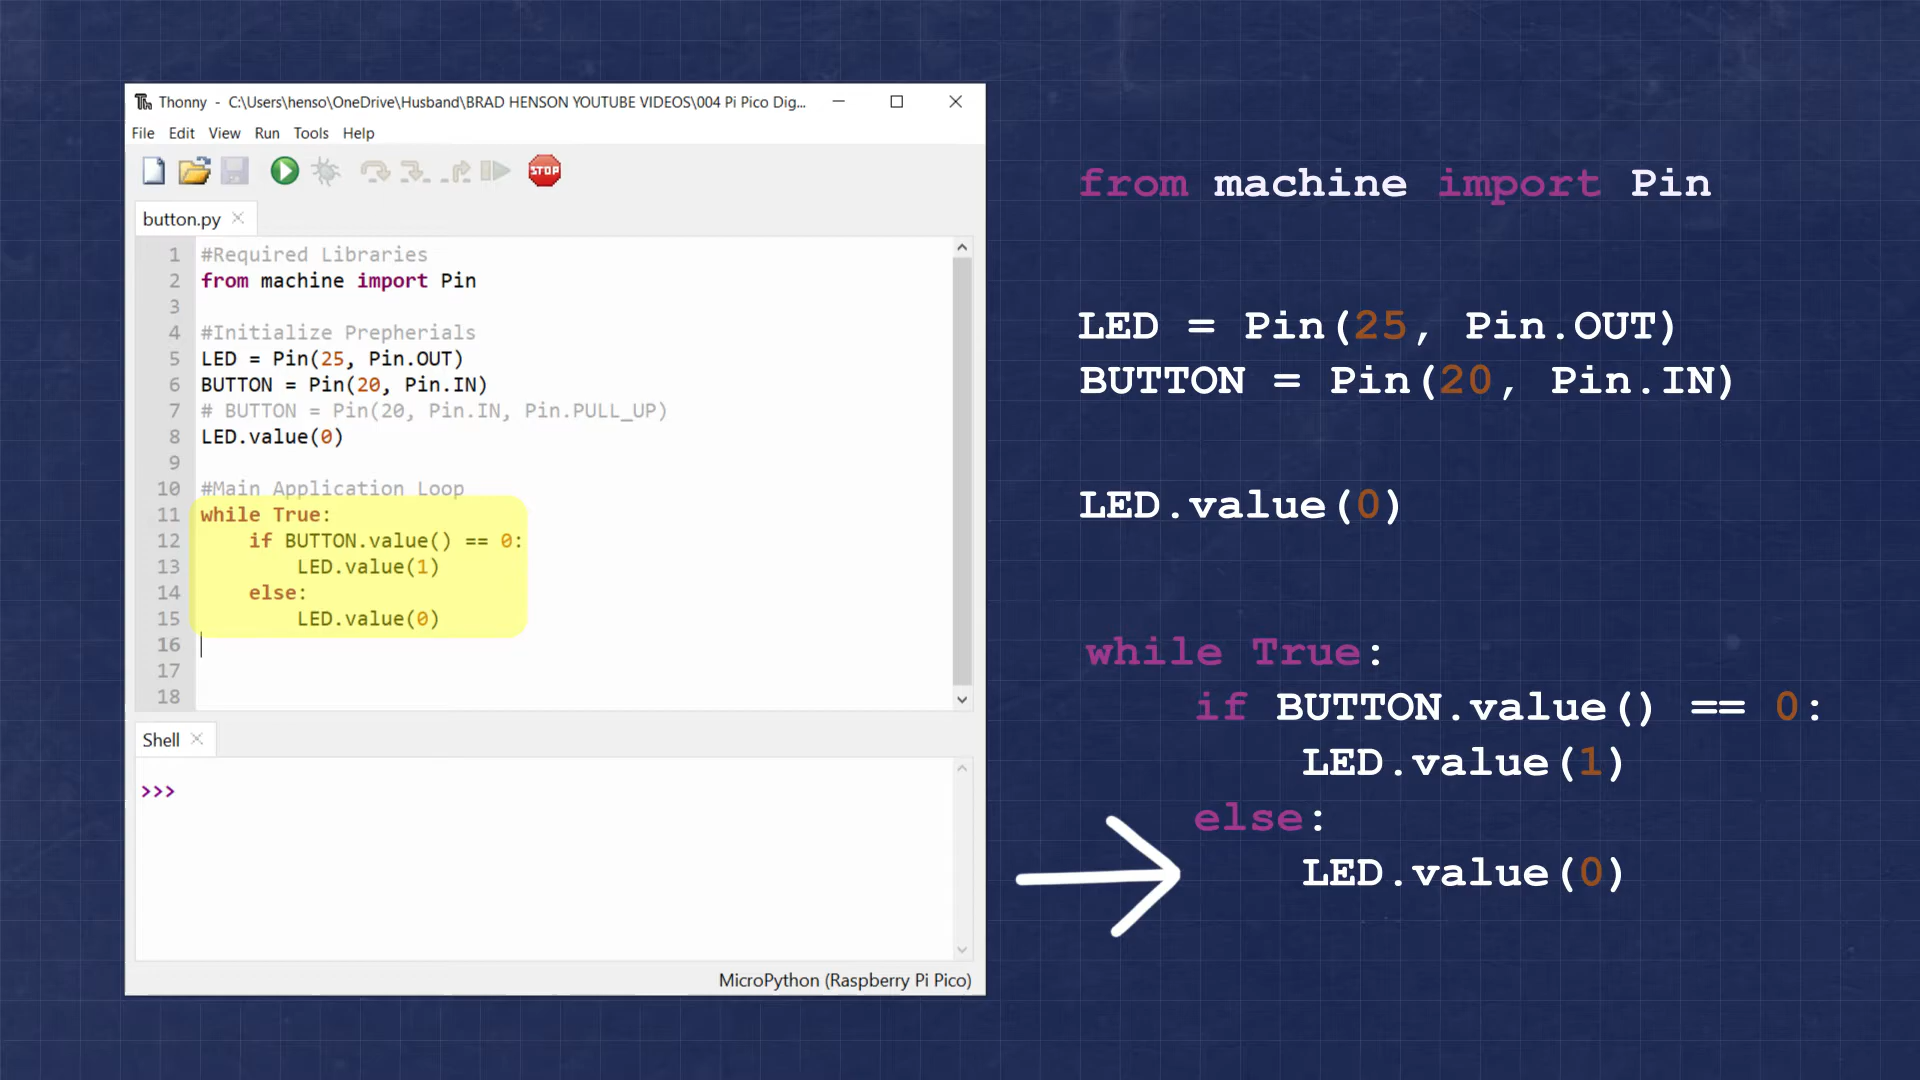 Thonny - C:\Users\henso\OneDrive\Husband\BRAD HENSON YOUTUBE VIDEOS\004 Pi Pico Dig...
File Edit View Run Tools Help
STOP
button.py
1 #Required Libraries
2 from machine import Pin
3
4 #Initialize Prepherials
5 LED = Pin(25, Pin.OUT)
6 BUTTON = Pin(20, Pin.IN)
7 # BUTTON = Pin(20, Pin.IN, Pin.PULL_UP)
8 LED.value(0)
9
10 #Main Application Loop
11 while True:
12     if BUTTON.value() == 0:
13         LED.value(1)
14     else:
15         LED.value(0)
16
17
18
Shell
>>>
MicroPython (Raspberry Pi Pico)
from machine import Pin
LED = Pin(25, Pin.OUT)
BUTTON = Pin(20, Pin.IN)
LED.value(0)
while True:
    if BUTTON.value() == 0:
        LED.value(1)
    else:
        LED.value(0)